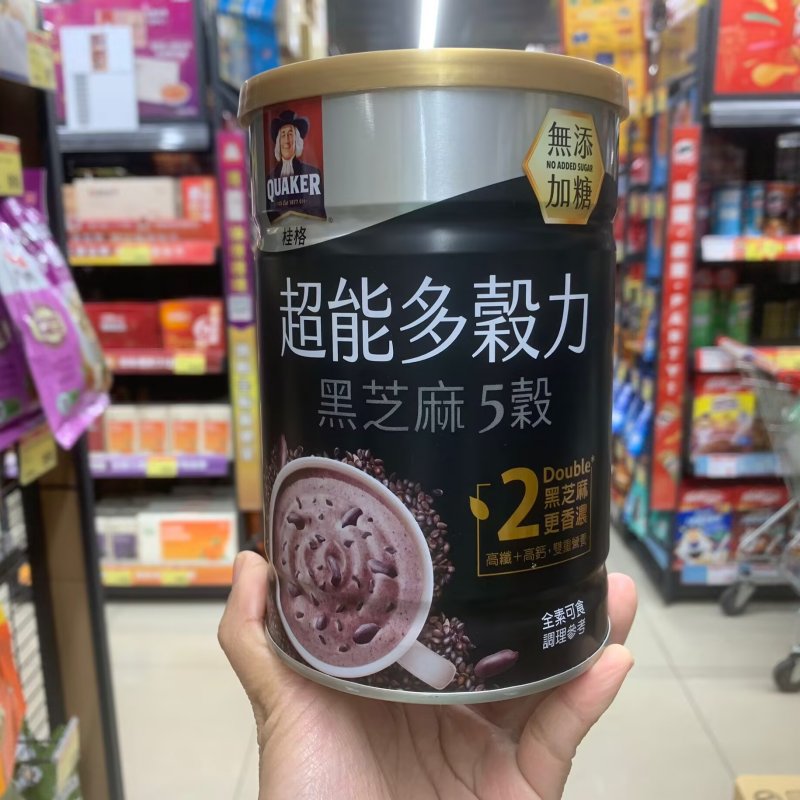 QUAKER
桂格
無添
NO ADDED SUGAR
加糖
超能多穀力
黑芝麻5穀
2 Double*
黑芝麻
更香濃
高纖+高鈣,雙重營養
全素可食
調理參考